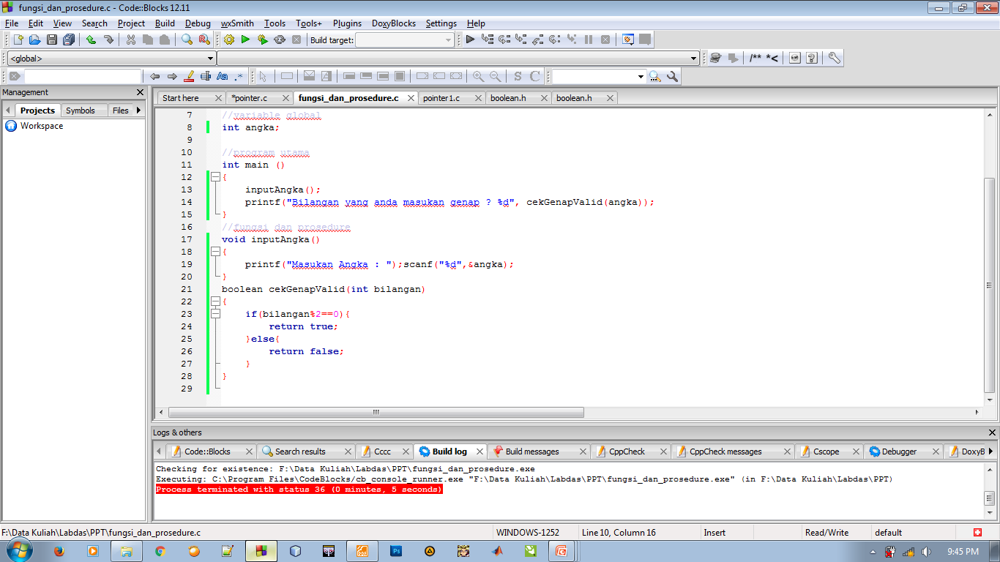 fungsi_dan_prosedure.c - Code::Blocks 12.11
File Edit View Search Project Build Debug wxSmith Tools Tools+ Plugins DoxyBlocks Settings Help
Build target:
<global>
/** *<
Aa .*
S C
Management
Projects Symbols Files
Workspace
Start here *pointer.c fungsi_dan_prosedure.c pointer1.c boolean.h boolean.h
7 //variable global
8 int angka;
9
10 //program utama
11 int main ()
12 {
13 inputAngka();
14 printf("Bilangan yang anda masukan genap ? %d", cekGenapValid(angka));
15 }
16 //fungsi dan prosedure
17 void inputAngka()
18 {
19 printf("Masukan Angka : ");scanf("%d",&angka);
20 }
21 boolean cekGenapValid(int bilangan)
22 {
23 if(bilangan%2==0){
24 return true;
25 }else{
26 return false;
27 }
28 }
29
Logs & others
Code::Blocks Search results Cccc Build log Build messages CppCheck CppCheck messages Cscope Debugger DoxyB
Checking for existence: F:\Data Kuliah\Labdas\PPT\fungsi_dan_prosedure.exe
Executing: C:\Program Files\CodeBlocks/cb_console_runner.exe "F:\Data Kuliah\Labdas\PPT\fungsi_dan_prosedure.exe" (in F:\Data Kuliah\Labdas\PPT)
Process terminated with status 36 (0 minutes, 5 seconds)
F:\Data Kuliah\Labdas\PPT\fungsi_dan_prosedure.c WINDOWS-1252 Line 10, Column 16 Insert Read/Write default
9:45 PM